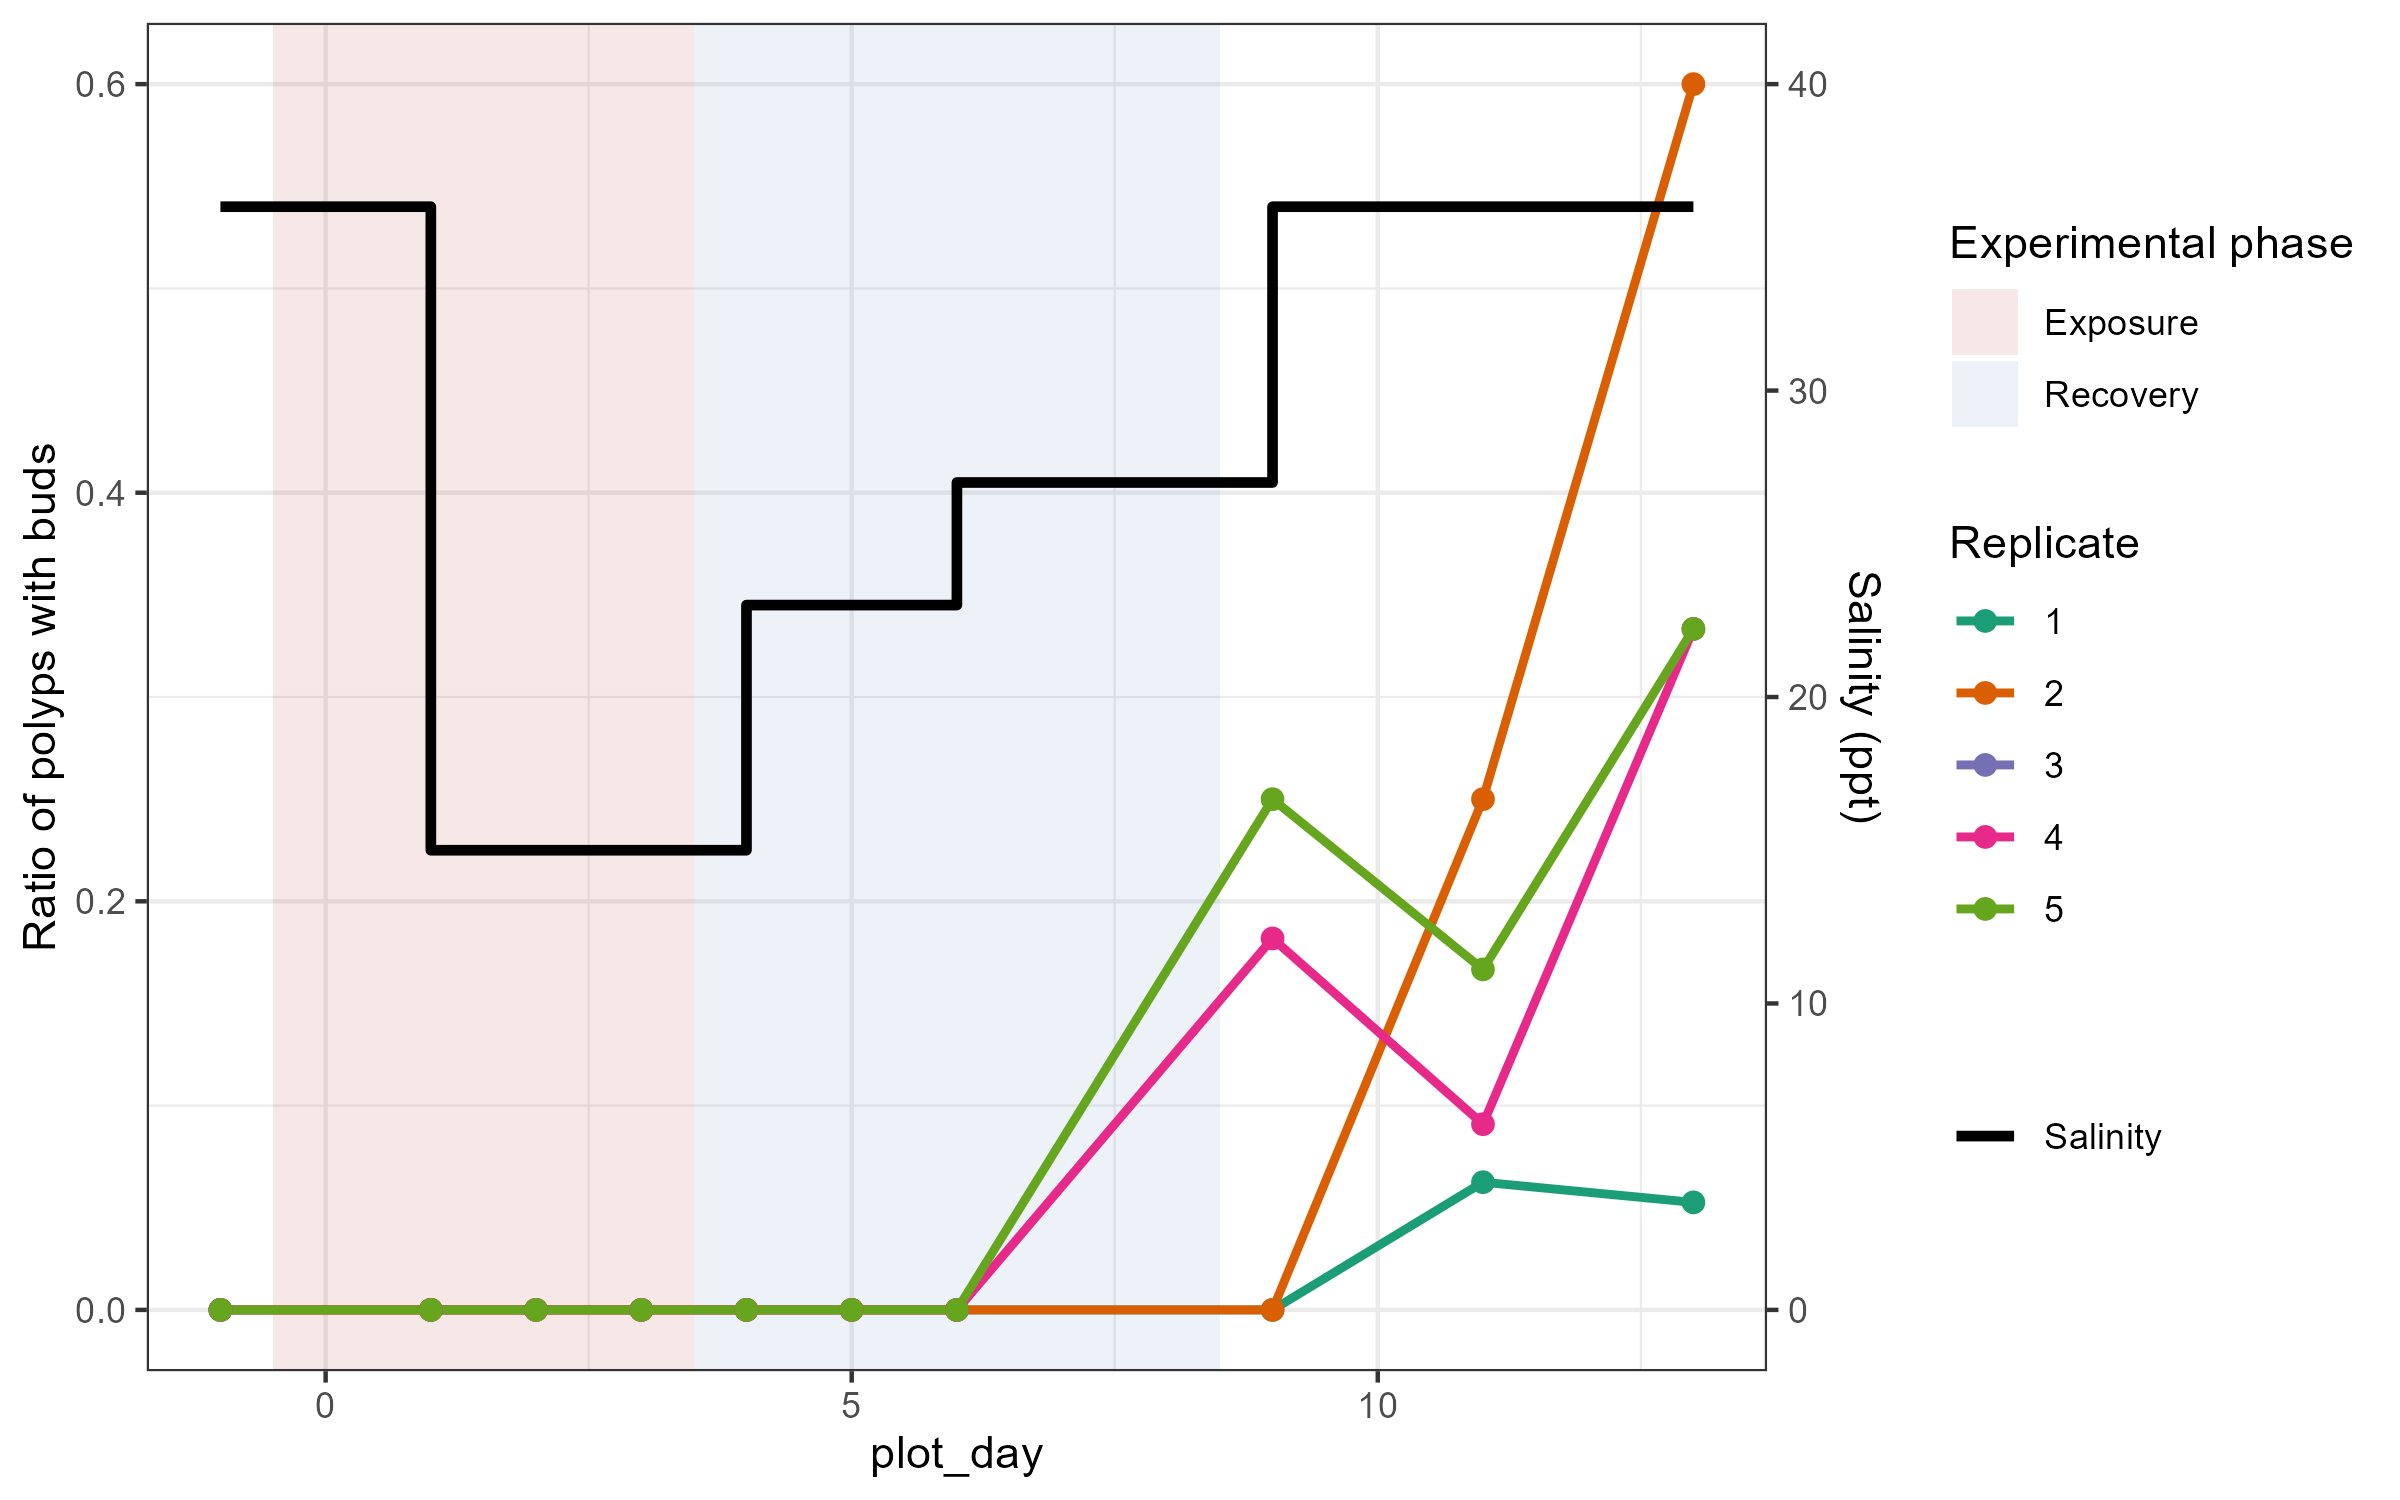 0.6
0.4
0.2
0.0
Ratio of polyps with buds
0
5
10
plot_day
40
30
20
10
0
Salinity (ppt)
Experimental phase
Exposure
Recovery
Replicate
1
2
3
4
5
Salinity